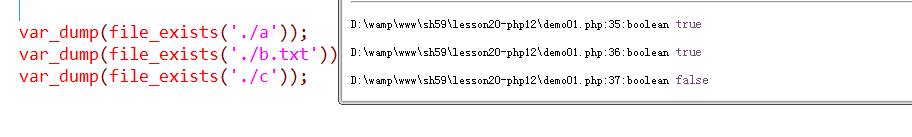 var_dump(file_exists('./a'));
var_dump(file_exists('./b.txt'))
var_dump(file_exists('./c'));
D:\wamp\www\sh59\lesson20-php12\demo01.php:35:boolean true
D:\wamp\www\sh59\lesson20-php12\demo01.php:36:boolean true
D:\wamp\www\sh59\lesson20-php12\demo01.php:37:boolean false